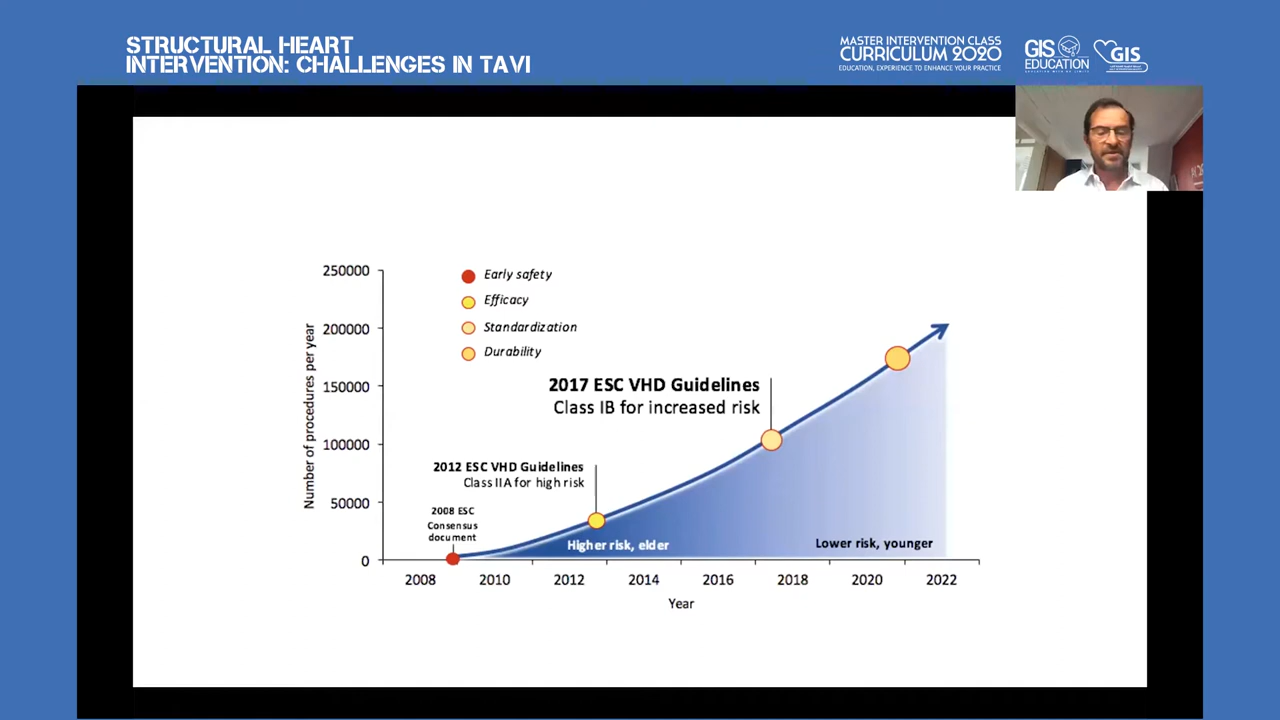 STRUCTURAL HEART
INTERVENTION: CHALLENGES IN TAVI
MASTER INTERVENTION CLASS
CURRICULUM 2020
EDUCATION, EXPERIENCE TO ENHANCE YOUR PRACTICE
GIS
EDUCATION
GIS
250000
200000
150000
100000
50000
0
Number of procedures per year
Early safety
Efficacy
Standardization
Durability
2017 ESC VHD Guidelines
Class IB for increased risk
2012 ESC VHD Guidelines
Class IIA for high risk
2008 ESC
Consensus
document
Higher risk, elder
Lower risk, younger
2008 2010 2012 2014 2016 2018 2020 2022
Year